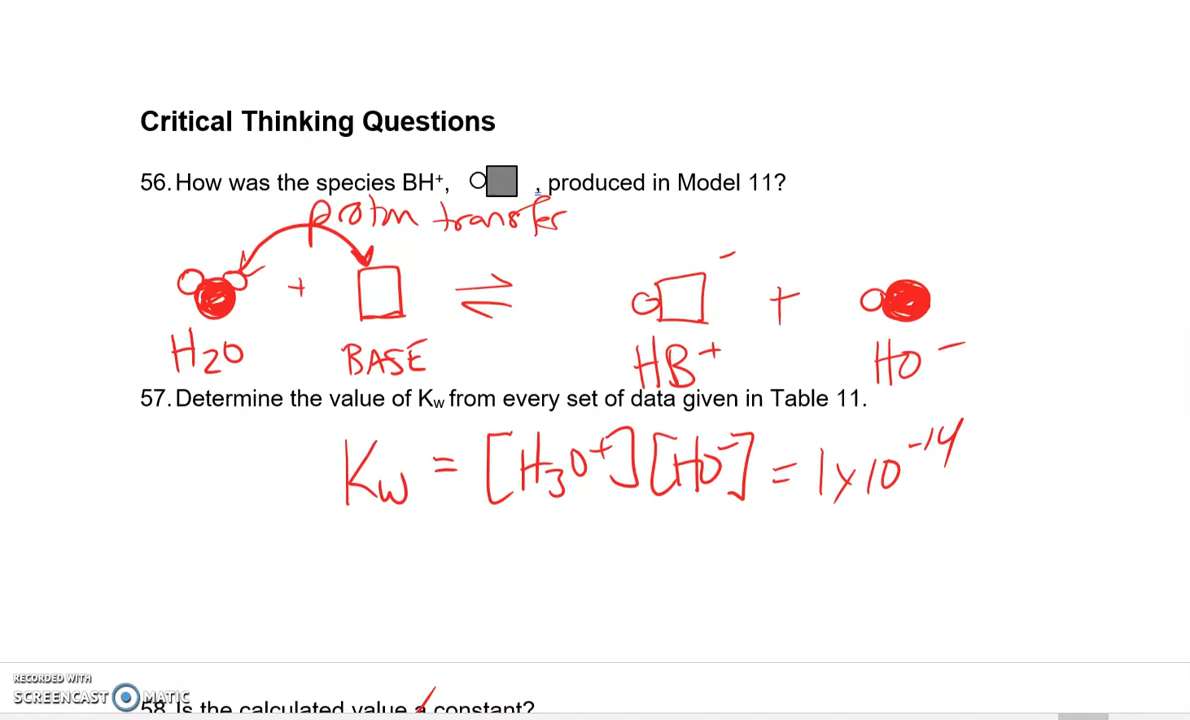 Critical Thinking Questions
56. How was the species BH⁺, , produced in Model 11?
proton transfer
+ ⇌ − +
H₂O BASE HB⁺ HO⁻
57. Determine the value of Kw from every set of data given in Table 11.
Kw = [H₃O⁺][HO⁻] = 1x10⁻¹⁴
RECORDED WITH
SCREENCAST MATIC
58. Is the calculated value a constant?